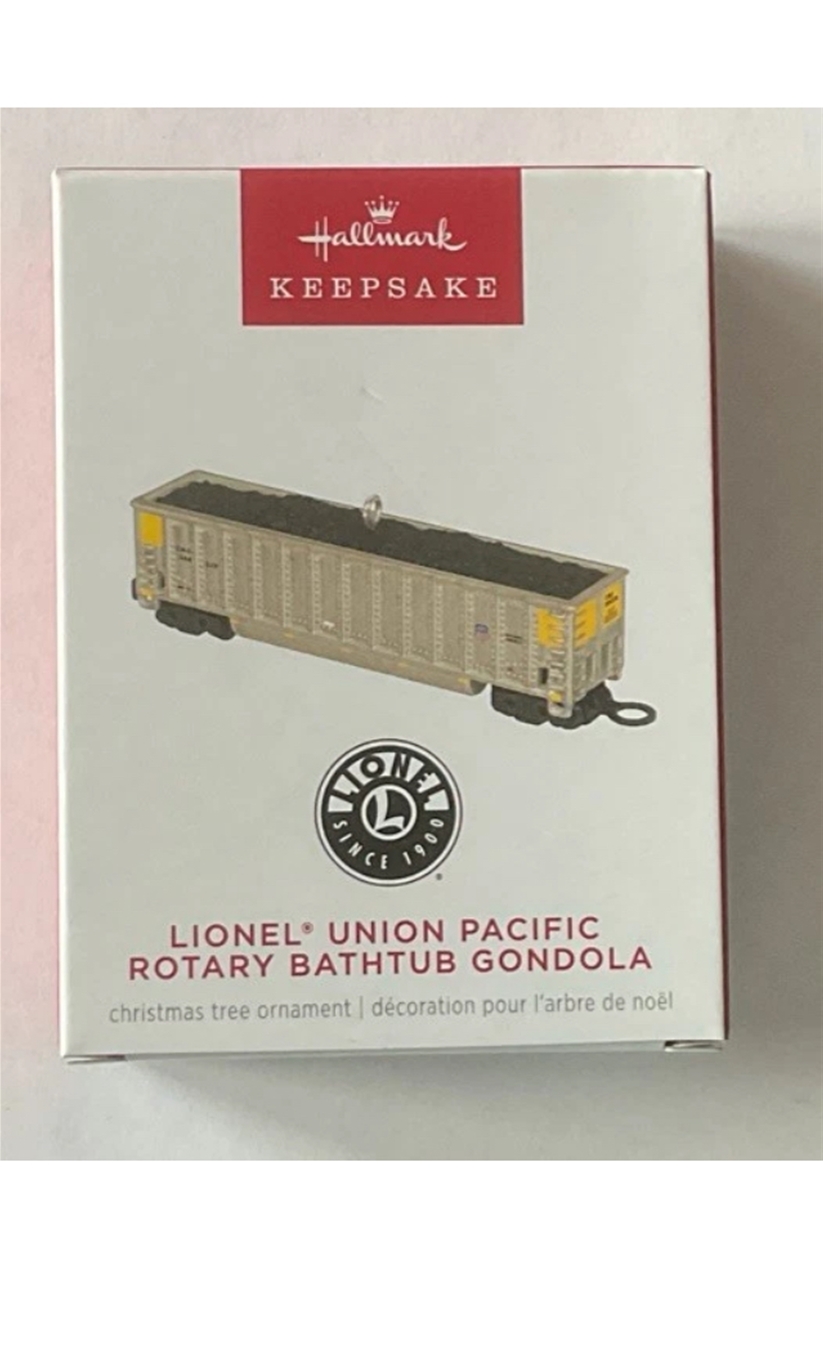 Hallmark
KEEPSAKE
LIONEL
L
SINCE 1900
LIONEL® UNION PACIFIC
ROTARY BATHTUB GONDOLA
christmas tree ornament | décoration pour l'arbre de noël